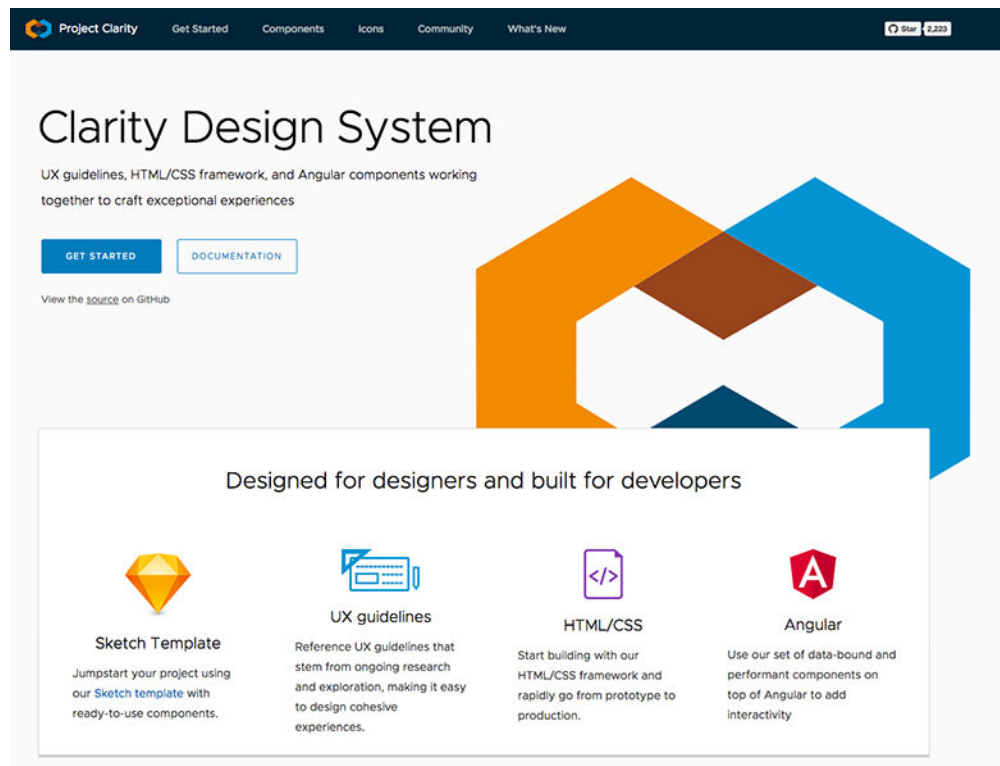 Project Clarity
Get Started
Components
Icons
Community
What's New
Star
2,223
Clarity Design System
UX guidelines, HTML/CSS framework, and Angular components working
together to craft exceptional experiences
GET STARTED
DOCUMENTATION
View the source on GitHub
Designed for designers and built for developers
Sketch Template
Jumpstart your project using
our Sketch template with
ready-to-use components.
UX guidelines
Reference UX guidelines that
stem from ongoing research
and exploration, making it easy
to design cohesive
experiences.
</>
HTML/CSS
Start building with our
HTML/CSS framework and
rapidly go from prototype to
production.
A
Angular
Use our set of data-bound and
performant components on
top of Angular to add
interactivity